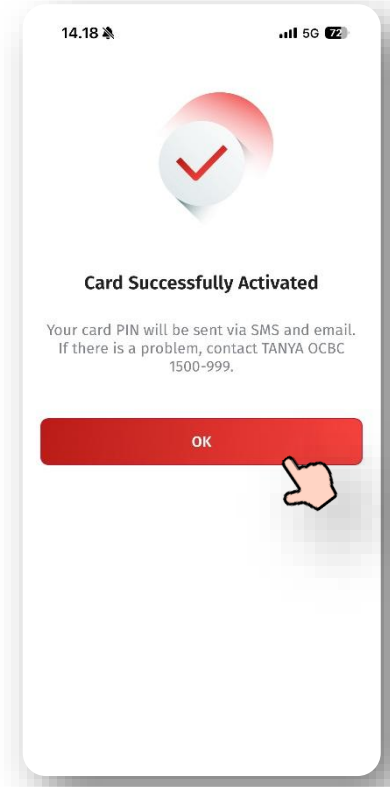 14.18 5G 72
Card Successfully Activated
Your card PIN will be sent via SMS and email.
If there is a problem, contact TANYA OCBC
1500-999.
OK